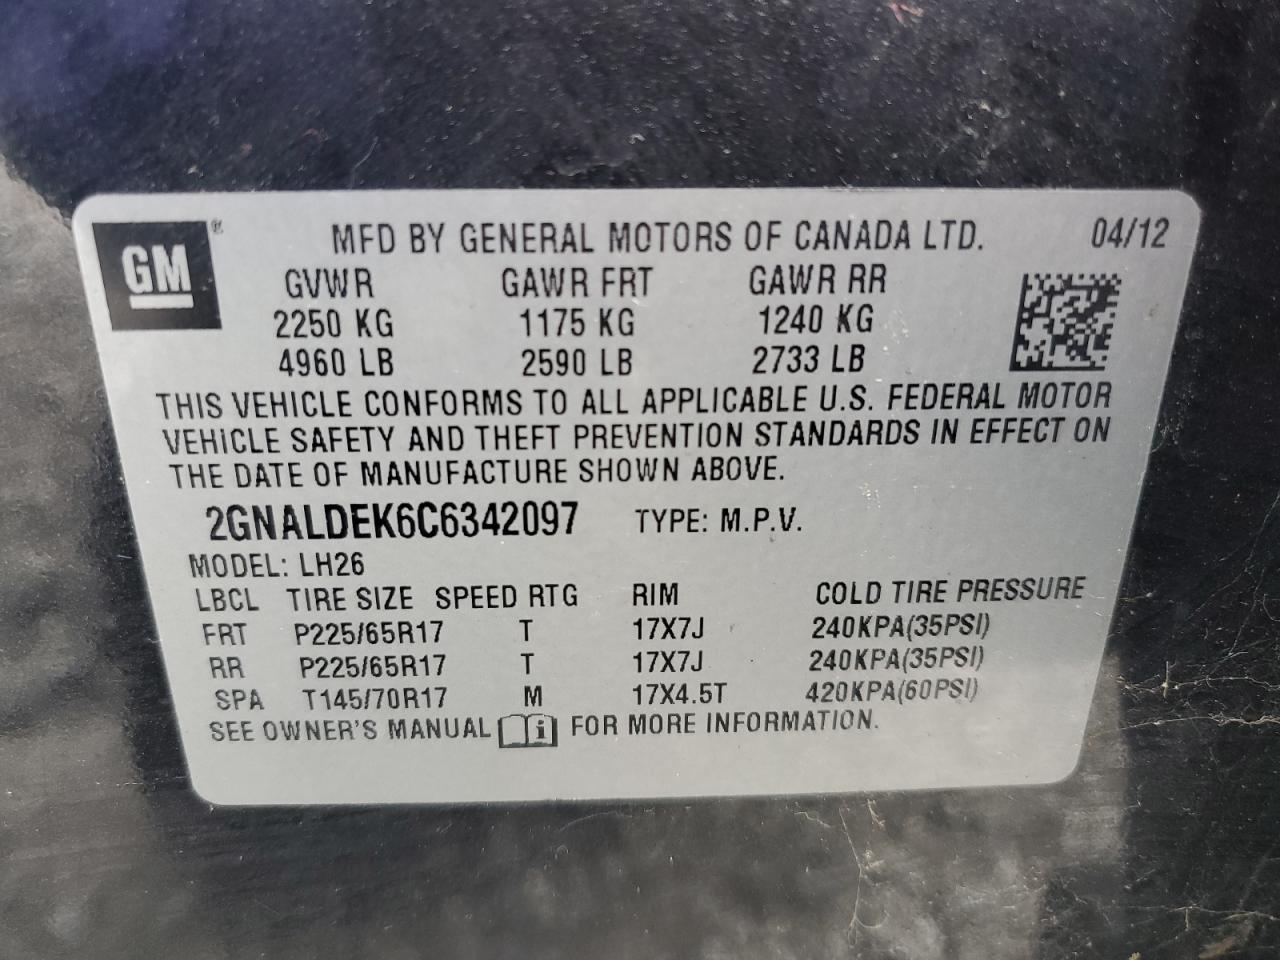 GM ® MFD BY GENERAL MOTORS OF CANADA LTD. 04/12
GVWR GAWR FRT GAWR RR
2250 KG 1175 KG 1240 KG
4960 LB 2590 LB 2733 LB
THIS VEHICLE CONFORMS TO ALL APPLICABLE U.S. FEDERAL MOTOR
VEHICLE SAFETY AND THEFT PREVENTION STANDARDS IN EFFECT ON
THE DATE OF MANUFACTURE SHOWN ABOVE.
2GNALDEK6C6342097 TYPE: M.P.V.
MODEL: LH26
LBCL TIRE SIZE SPEED RTG RIM COLD TIRE PRESSURE
FRT P225/65R17 T 17X7J 240KPA(35PSI)
RR P225/65R17 T 17X7J 240KPA(35PSI)
SPA T145/70R17 M 17X4.5T 420KPA(60PSI)
SEE OWNER'S MANUAL i FOR MORE INFORMATION.